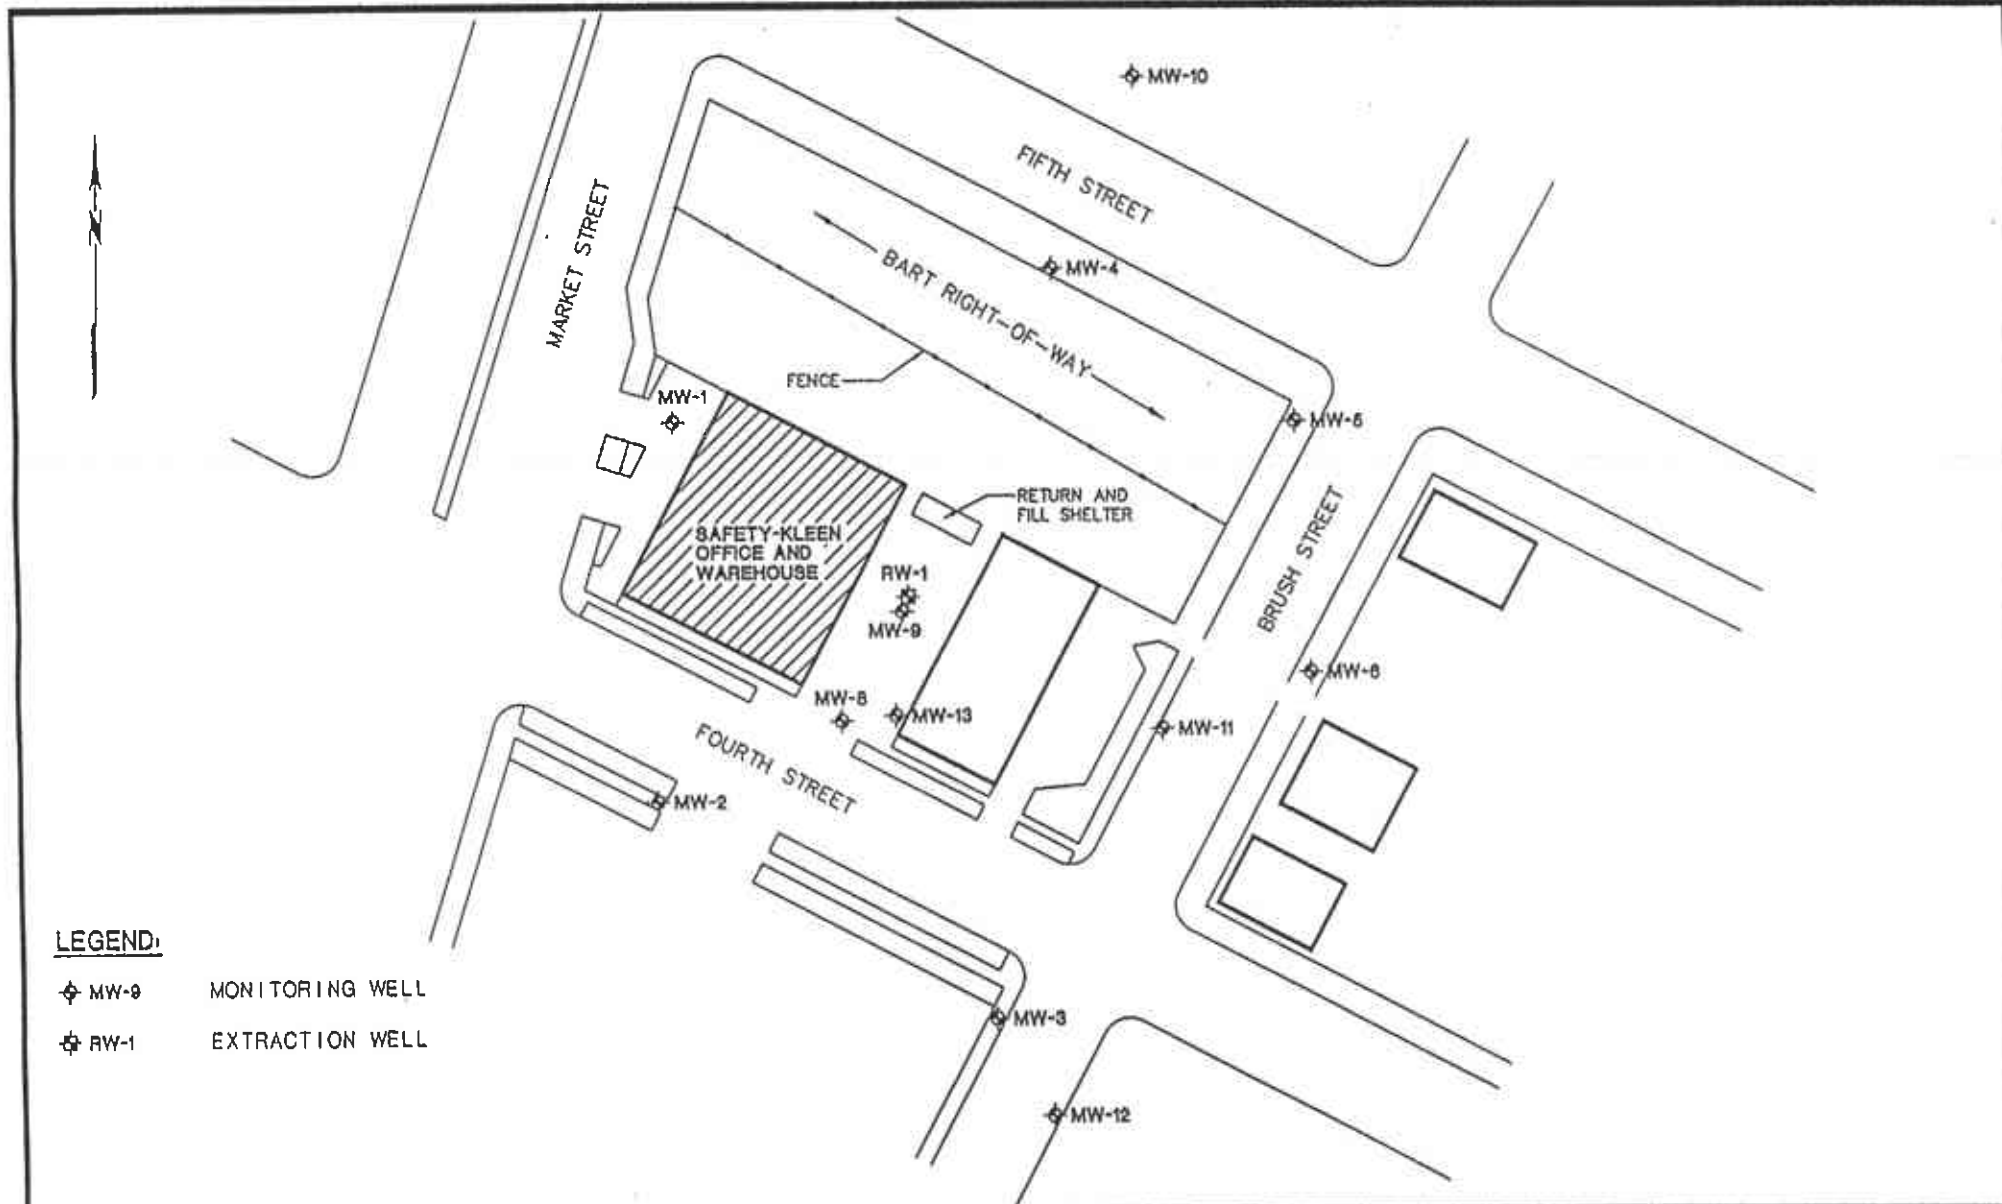 MW-10
FIFTH STREET
MARKET STREET
N
BART RIGHT-OF-WAY
MW-4
FENCE
MW-1
MW-5
RETURN AND
FILL SHELTER
SAFETY-KLEEN
OFFICE AND
WAREHOUSE
BRUSH STREET
RW-1
MW-9
MW-6
MW-8
MW-13
MW-11
FOURTH STREET
MW-2
LEGEND:
MW-9 MONITORING WELL
RW-1 EXTRACTION WELL
MW-3
MW-12